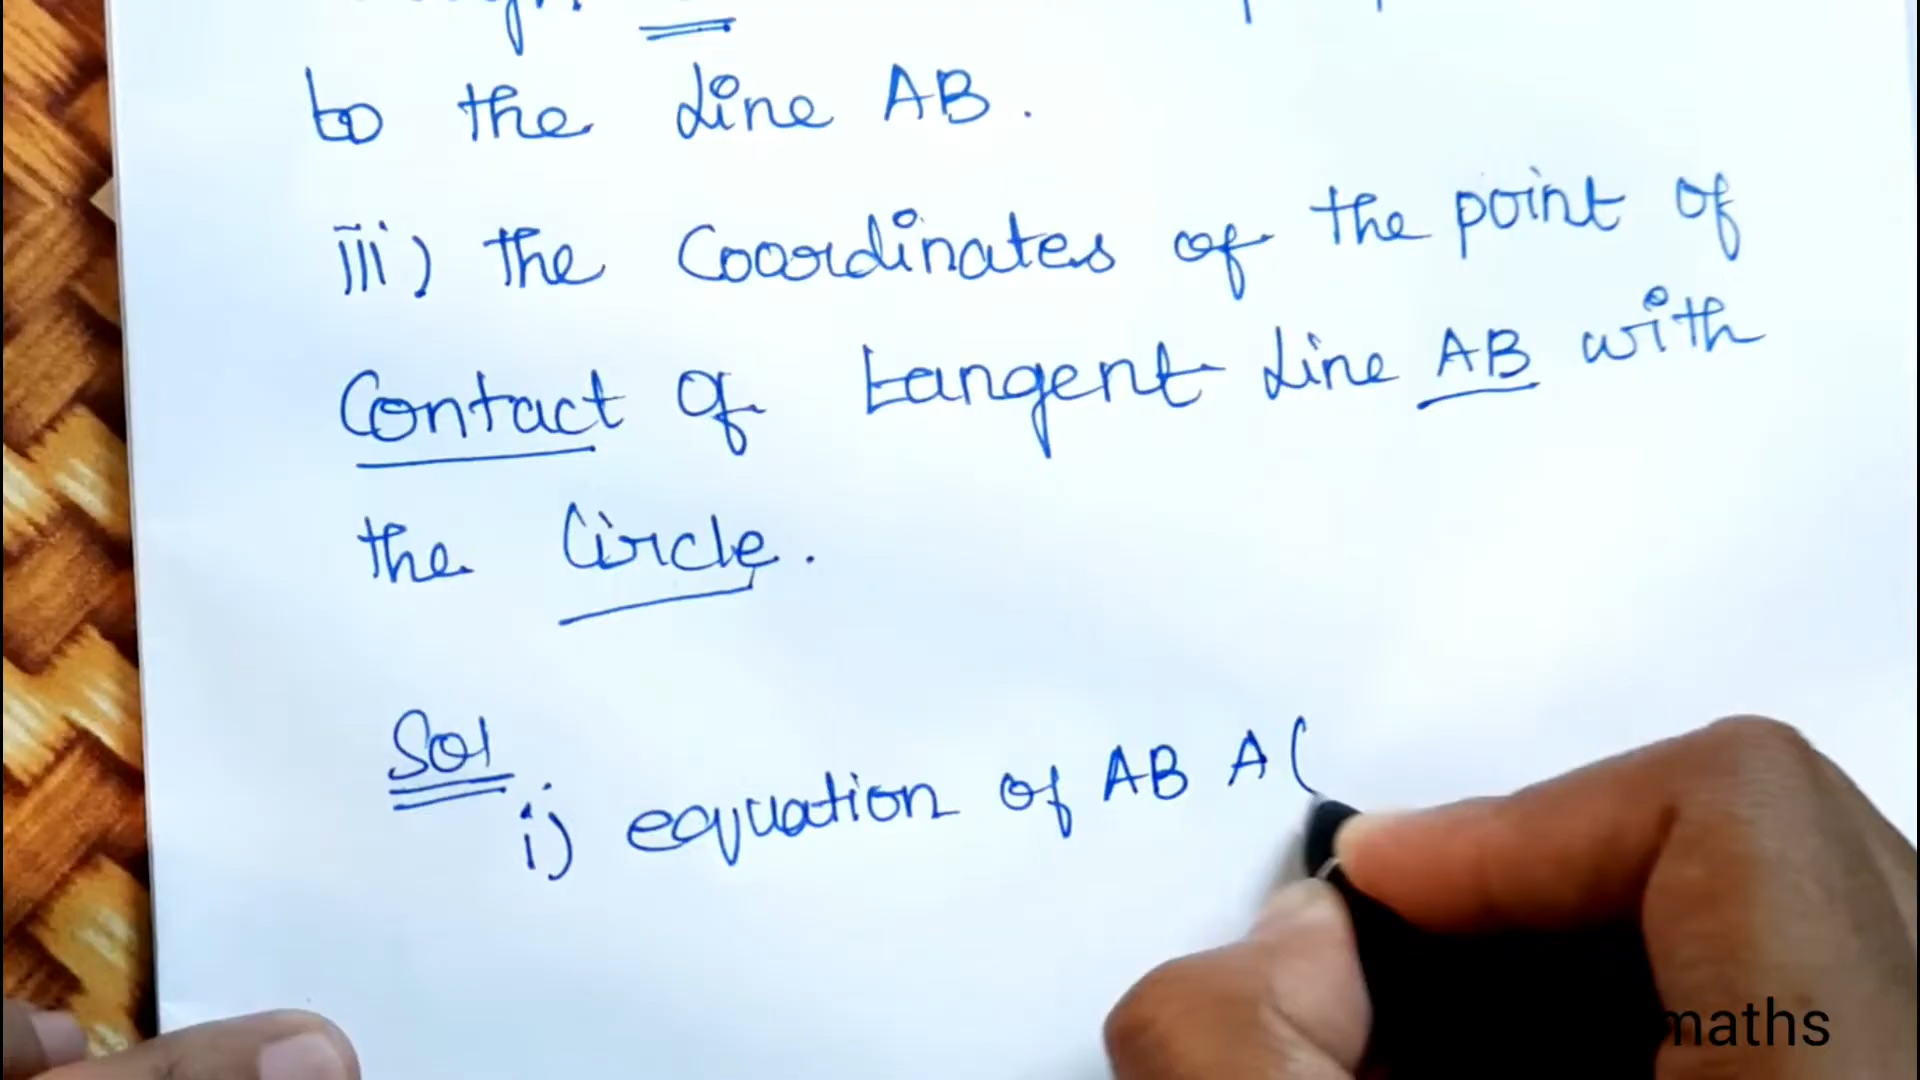 to the Line AB.
iii) the Coordinates of the point of
Contact of tangent Line AB with
the Circle.
Sol
i) equation of AB A(
maths